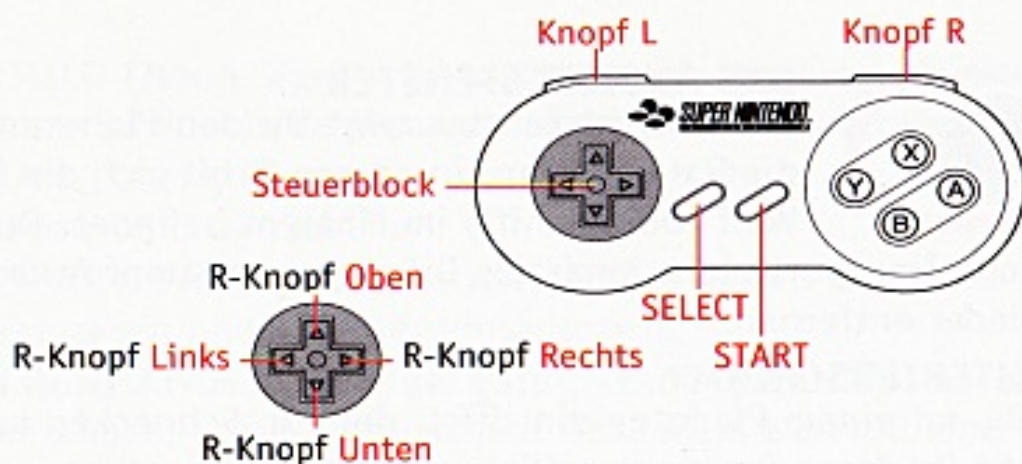 Knopf L Knopf R
SUPER NINTENDO
X
Y A
B
Steuerblock
R-Knopf Oben
SELECT
R-Knopf Links R-Knopf Rechts START
R-Knopf Unten